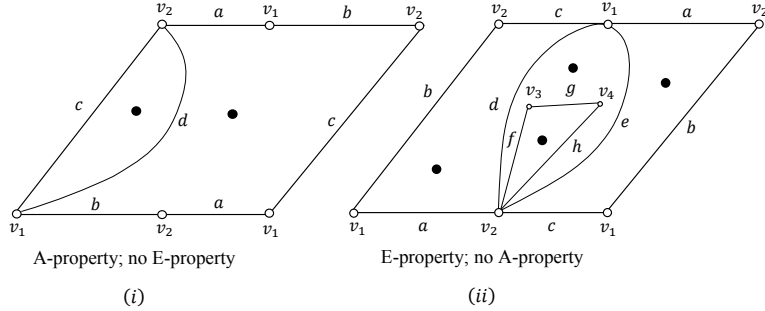 v₂ a v₁ b v₂
c d c
v₁ b v₂ a v₁
A-property; no E-property
(i)
v₂ c v₁ a v₂
b d g e b
v₃ v₄
f h
v₁ a v₂ c v₁
E-property; no A-property
(ii)